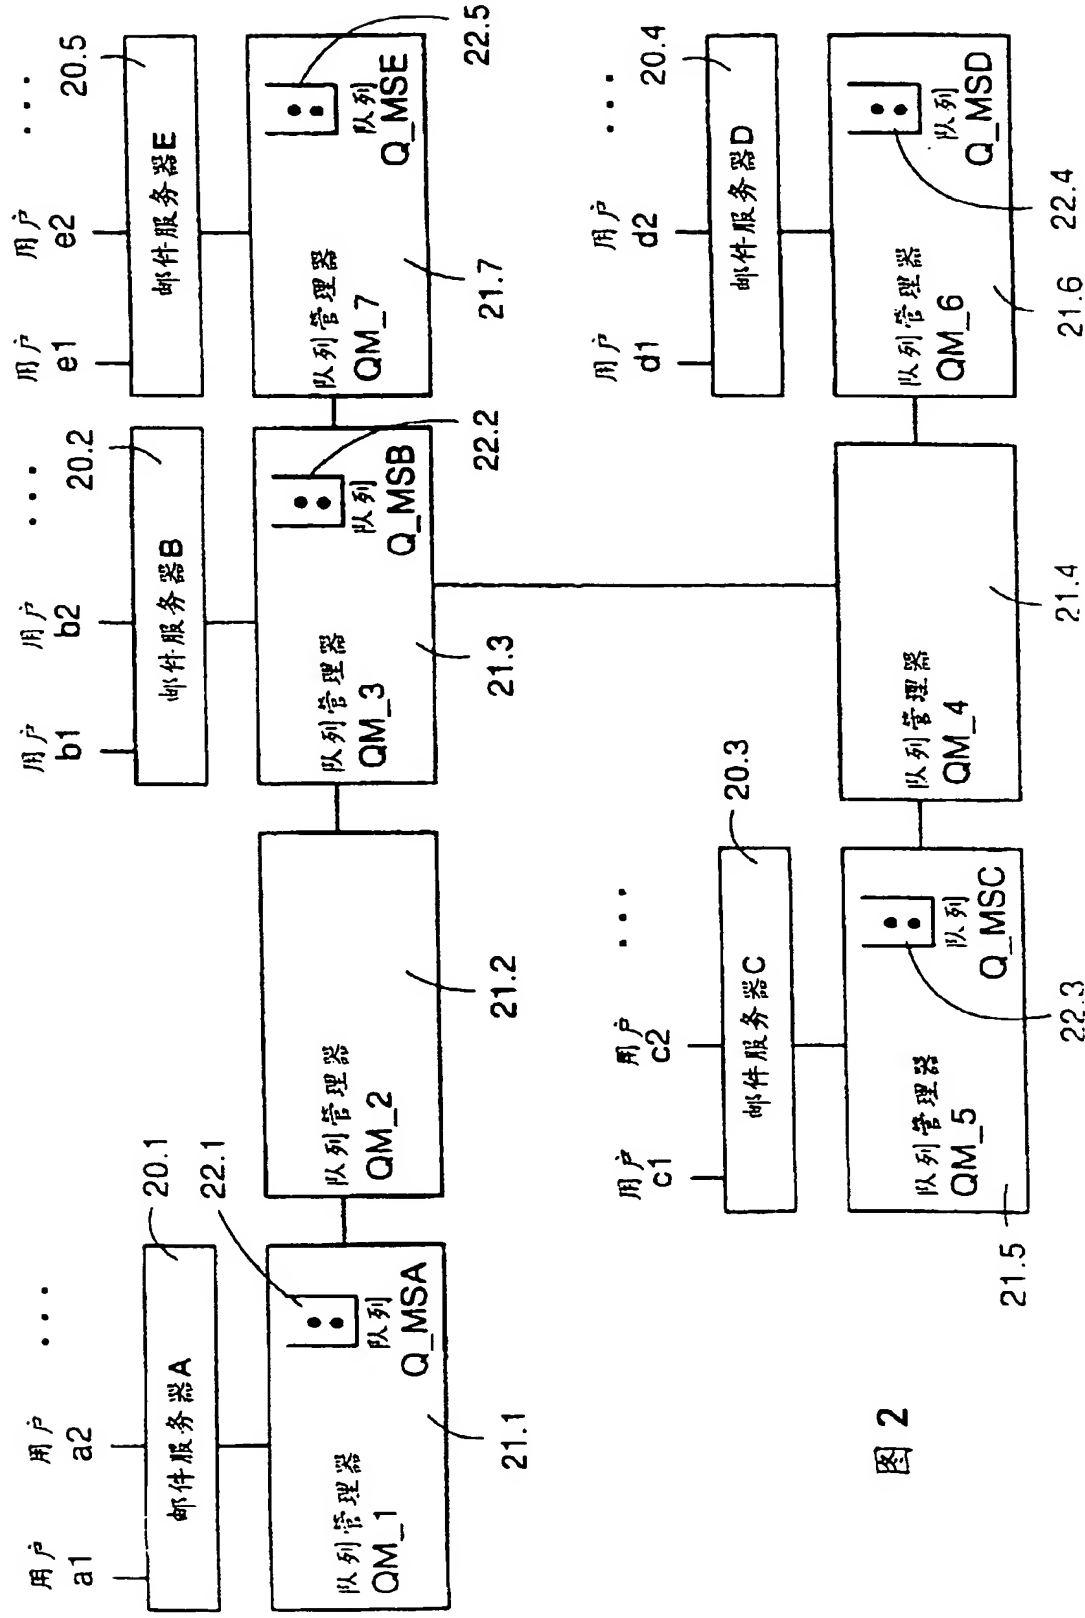 用户 a1
用户 a2
...
邮件服务器A
20.1
22.1
队列管理器
QM_1
队列
Q_MSA
21.1
队列管理器
QM_2
21.2
用户 b1
用户 b2
...
邮件服务器B
20.2
队列管理器
QM_3
队列
Q_MSB
22.2
21.3
用户 e1
用户 e2
...
邮件服务器E
20.5
队列管理器
QM_7
队列
Q_MSE
22.5
21.7
用户 c1
用户 c2
...
邮件服务器C
20.3
队列管理器
QM_5
队列
Q_MSC
22.3
21.5
队列管理器
QM_4
21.4
用户 d1
用户 d2
...
邮件服务器D
20.4
队列管理器
QM_6
队列
Q_MSD
22.4
21.6
图 2